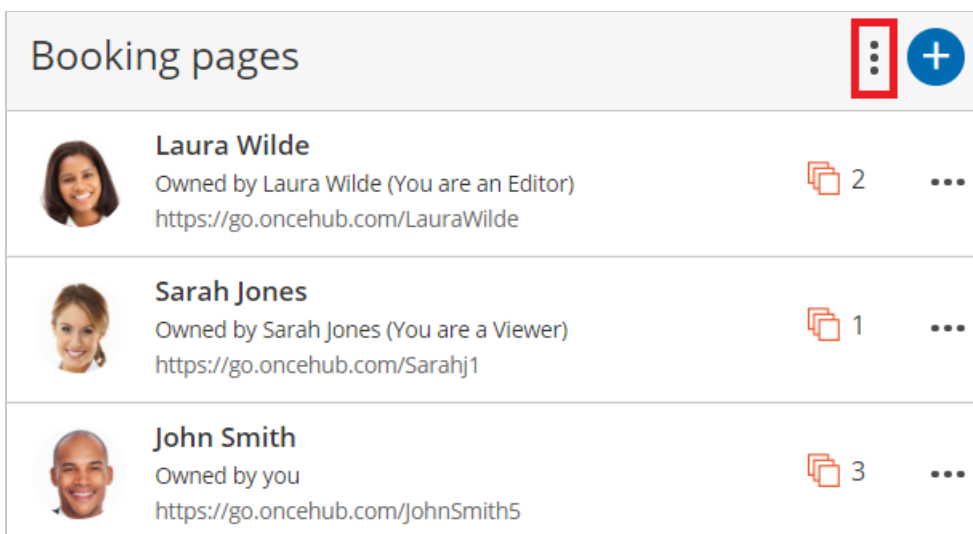 Booking pages
Laura Wilde
Owned by Laura Wilde (You are an Editor)
https://go.oncehub.com/LauraWilde
2
Sarah Jones
Owned by Sarah Jones (You are a Viewer)
https://go.oncehub.com/Sarahj1
1
John Smith
Owned by you
https://go.oncehub.com/JohnSmith5
3